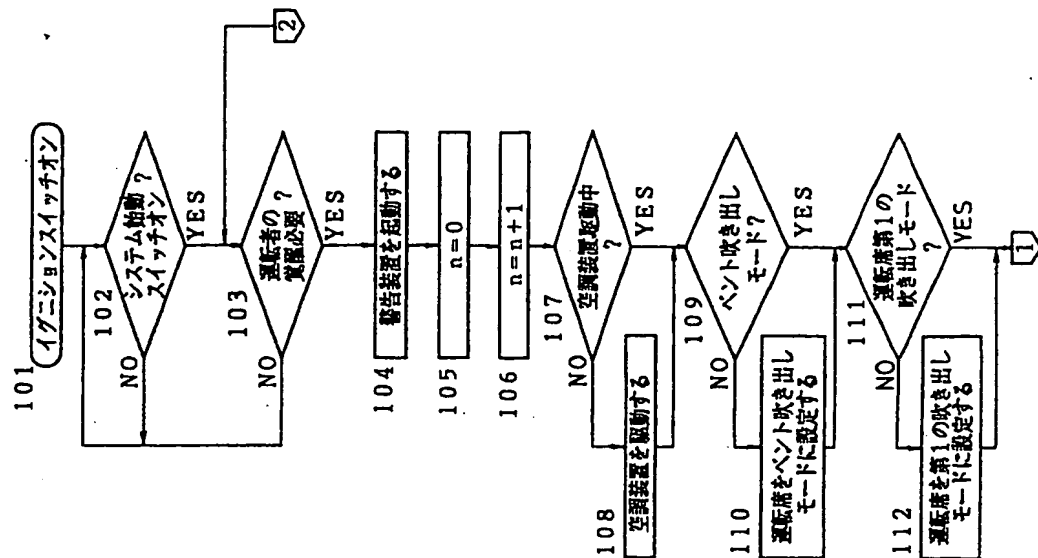 101
イグニションスイッチオン
102
システム始動
スイッチオン?
NO
YES
2
103
運転者の
覚醒必要?
NO
YES
104
警告装置を起動する
105
n=0
106
n=n+1
107
空調装置駆動中
?
NO
YES
108
空調装置を駆動する
109
ベント吹き出し
モード?
NO
YES
110
運転席をベント吹き出し
モードに設定する
111
運転席第1の
吹き出しモード
?
NO
YES
112
運転席を第1の吹き出し
モードに設定する
1